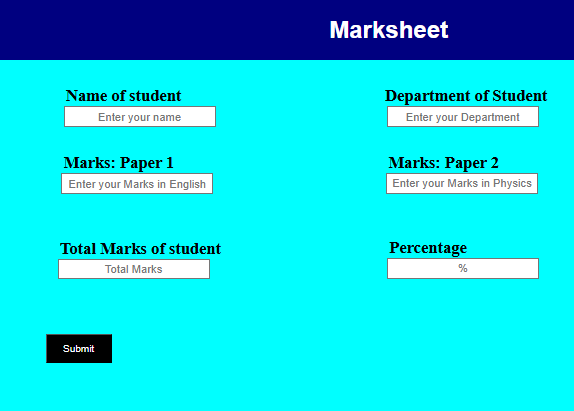 Marksheet
Name of student
Department of Student
Enter your name
Enter your Department
Marks: Paper 1
Marks: Paper 2
Enter your Marks in English
Enter your Marks in Physics
Total Marks of student
Percentage
Total Marks
%
Submit